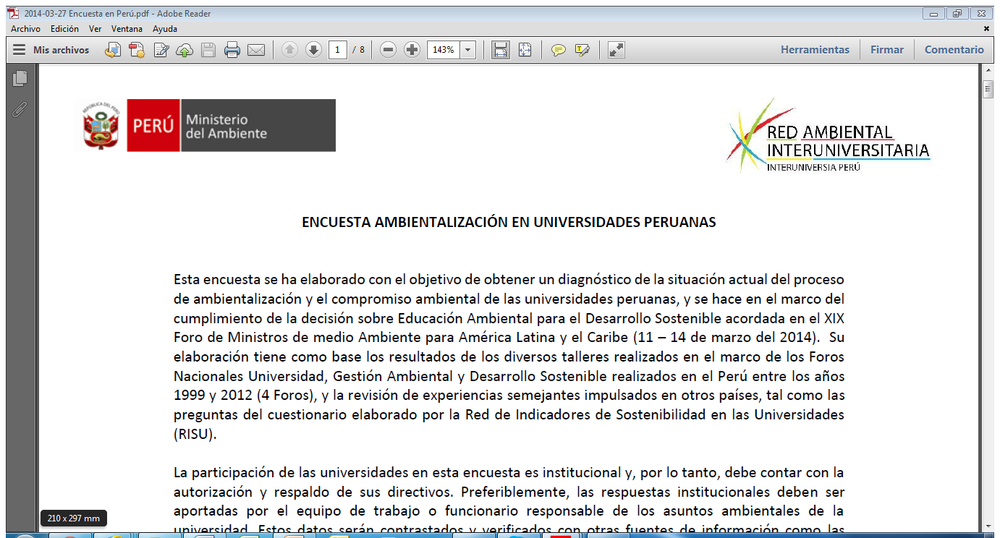 2014-03-27 Encuesta en Perú.pdf - Adobe Reader
Archivo Edición Ver Ventana Ayuda
Mis archivos 1 / 8 143% Herramientas Firmar Comentario
REPÚBLICA DEL PERÚ
PERÚ
Ministerio
del Ambiente
RED AMBIENTAL
INTERUNIVERSITARIA
INTERUNIVERSIA PERÚ
ENCUESTA AMBIENTALIZACIÓN EN UNIVERSIDADES PERUANAS
Esta encuesta se ha elaborado con el objetivo de obtener un diagnóstico de la situación actual del proceso
de ambientalización y el compromiso ambiental de las universidades peruanas, y se hace en el marco del
cumplimiento de la decisión sobre Educación Ambiental para el Desarrollo Sostenible acordada en el XIX
Foro de Ministros de medio Ambiente para América Latina y el Caribe (11 – 14 de marzo del 2014). Su
elaboración tiene como base los resultados de los diversos talleres realizados en el marco de los Foros
Nacionales Universidad, Gestión Ambiental y Desarrollo Sostenible realizados en el Perú entre los años
1999 y 2012 (4 Foros), y la revisión de experiencias semejantes impulsados en otros países, tal como las
preguntas del cuestionario elaborado por la Red de Indicadores de Sostenibilidad en las Universidades
(RISU).
La participación de las universidades en esta encuesta es institucional y, por lo tanto, debe contar con la
autorización y respaldo de sus directivos. Preferiblemente, las respuestas institucionales deben ser
aportadas por el equipo de trabajo o funcionario responsable de los asuntos ambientales de la
universidad. Estos datos serán contrastados y verificados con otras fuentes de información como las
210 x 297 mm